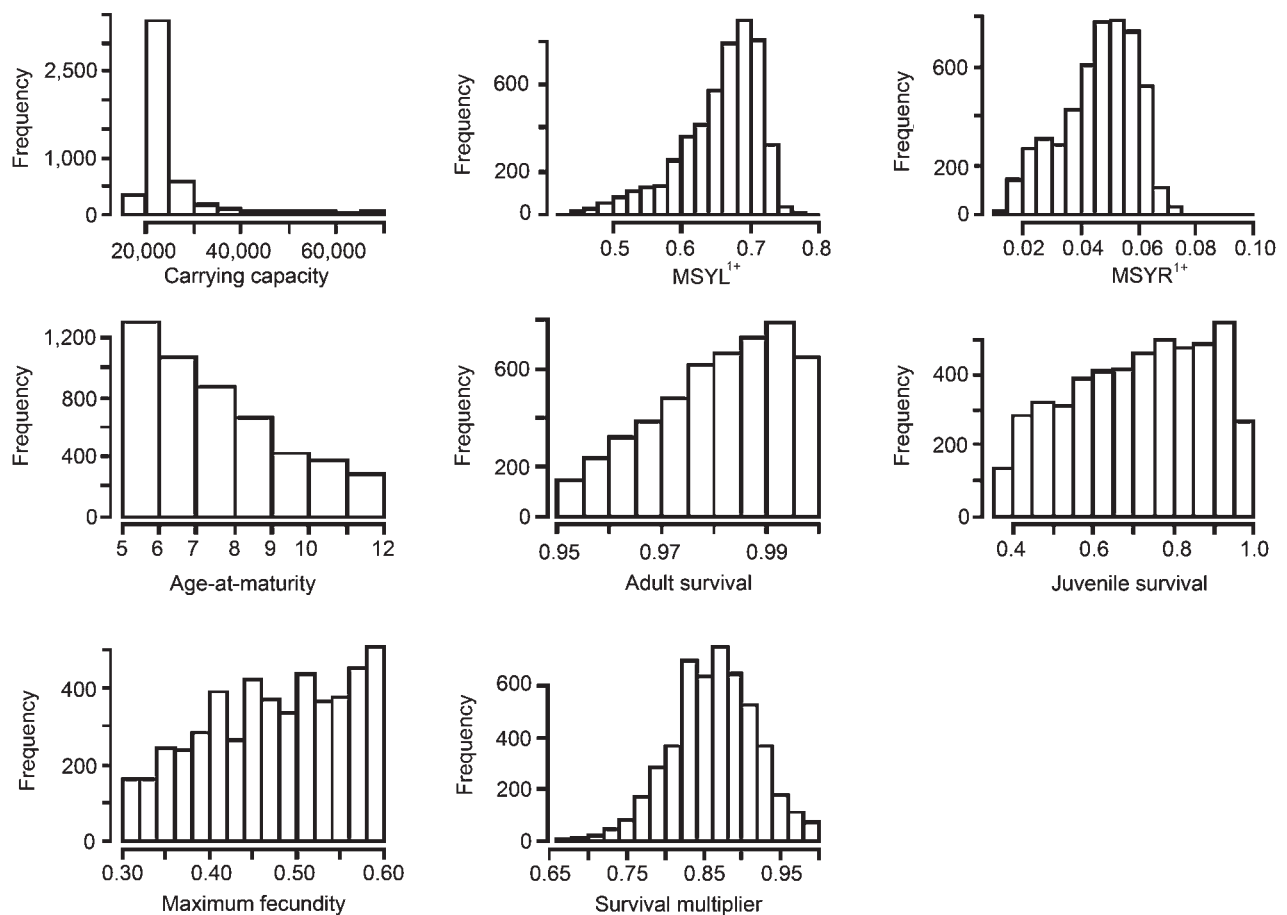 Frequency
2,500
1,000
0
20,000 40,000 60,000
Carrying capacity
Frequency
600
200
0
0.5 0.6 0.7 0.8
MSYL1+
Frequency
600
200
0
0.02 0.04 0.06 0.08 0.10
MSYR1+
Frequency
1,200
800
400
0
5 6 7 8 9 10 12
Age-at-maturity
Frequency
600
200
0
0.95 0.97 0.99
Adult survival
Frequency
400
200
0
0.4 0.6 0.8 1.0
Juvenile survival
Frequency
400
200
0
0.30 0.40 0.50 0.60
Maximum fecundity
Frequency
600
400
200
0
0.65 0.75 0.85 0.95
Survival multiplier